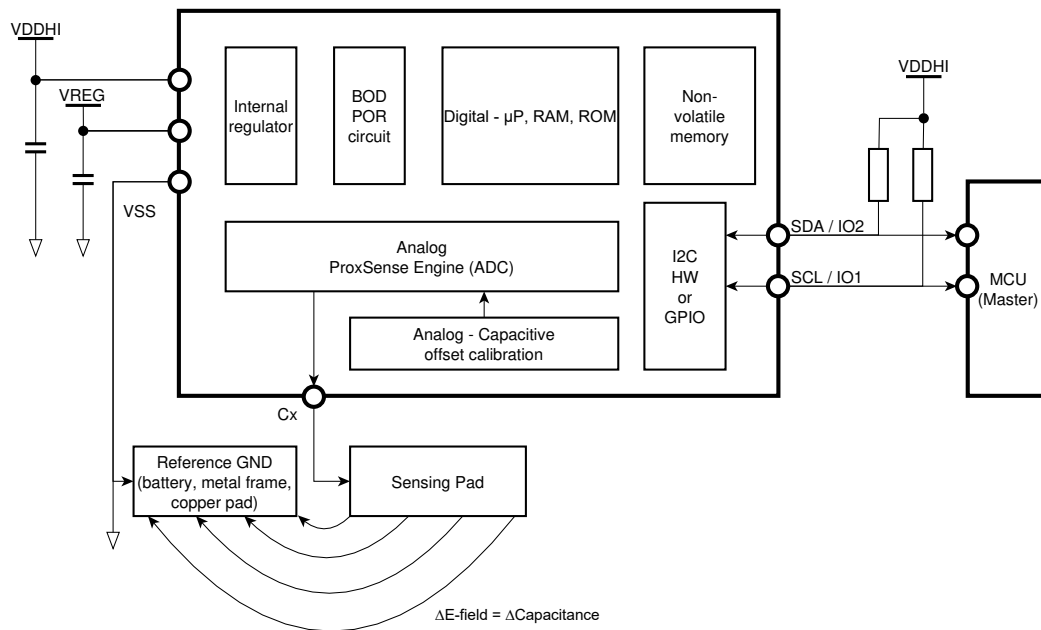 VDDHI
VREG
VSS
Internal
regulator
BOD
POR
circuit
Digital - µP, RAM, ROM
Non-
volatile
memory
Analog
ProxSense Engine (ADC)
Analog - Capacitive
offset calibration
I2C
HW
or
GPIO
VDDHI
SDA / IO2
SCL / IO1
MCU
(Master)
Cx
Reference GND
(battery, metal frame,
copper pad)
Sensing Pad
ΔE-field = ΔCapacitance